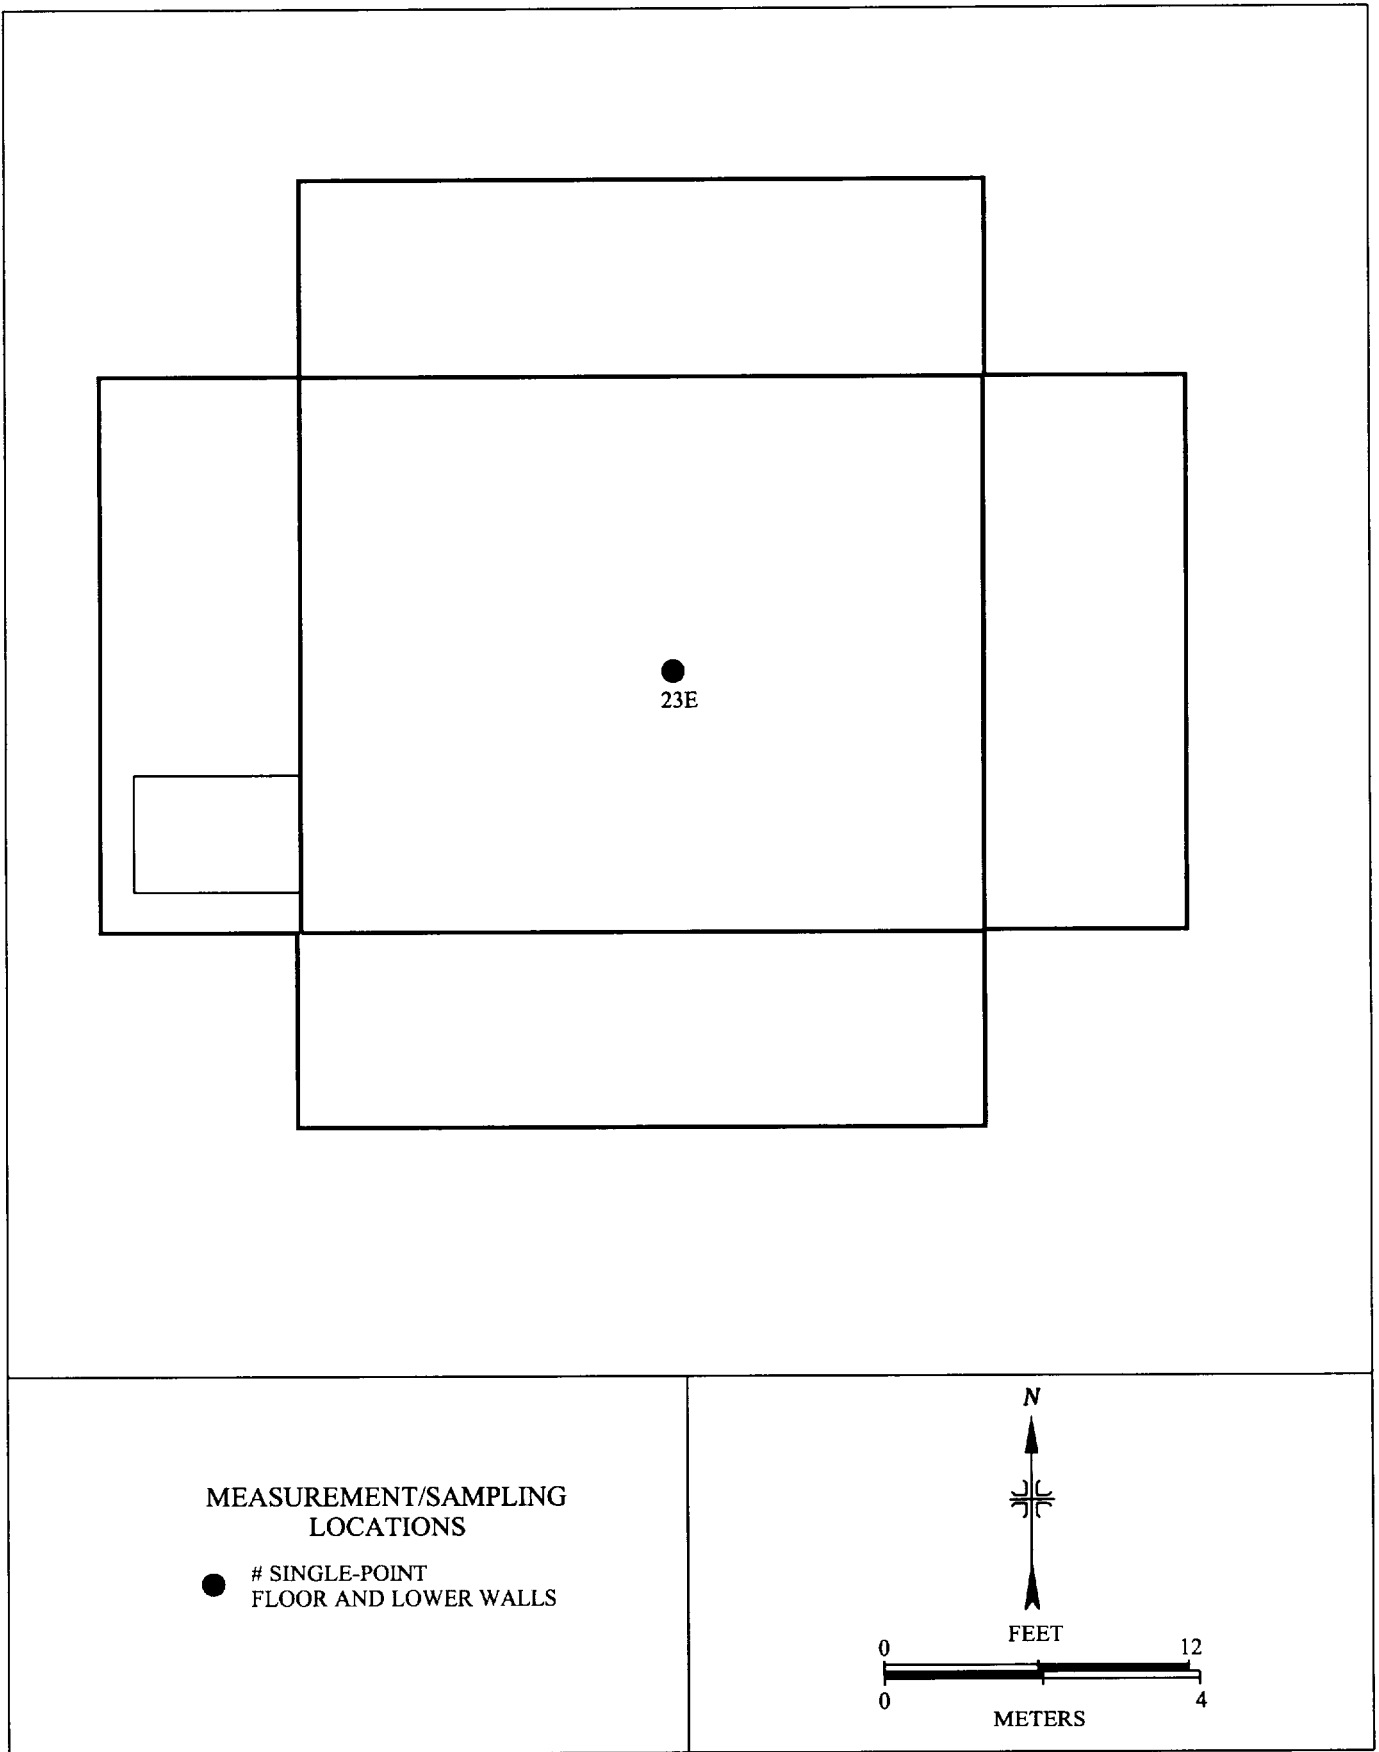 23E
MEASUREMENT/SAMPLING
LOCATIONS
# SINGLE-POINT
FLOOR AND LOWER WALLS
N
FEET
0 12
0 4
METERS